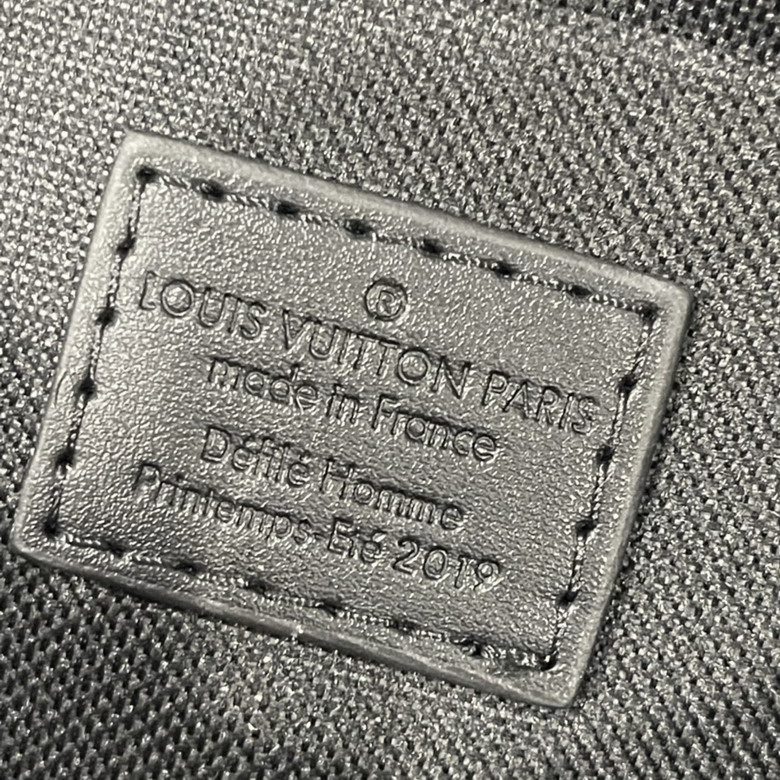 ®
LOUIS VUITTON PARIS
made in France
Défilé Homme
Printemps-Eté 2019